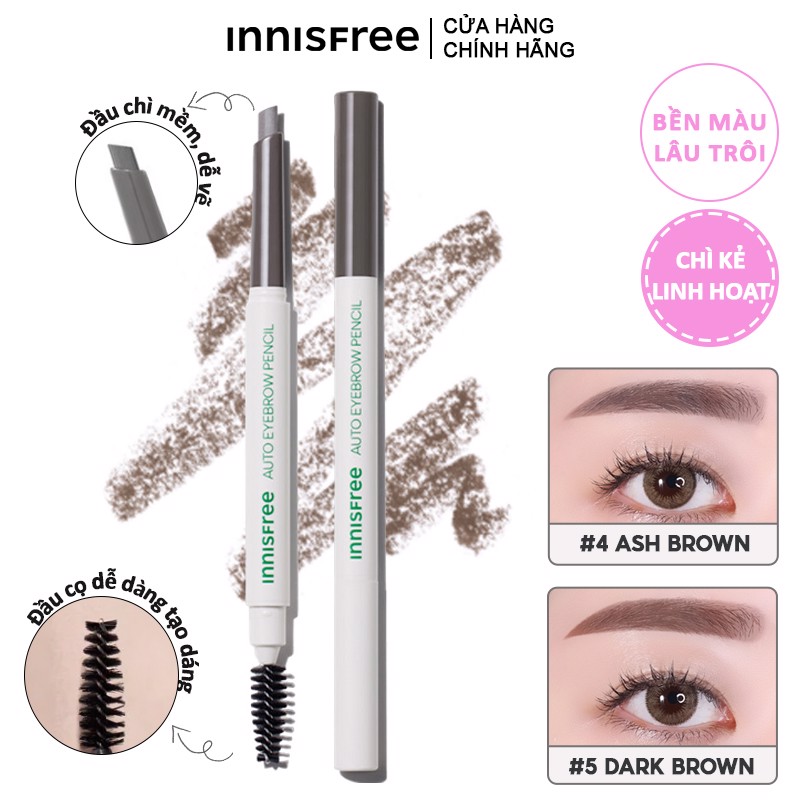 INNISFree
CỬA HÀNG
CHÍNH HÃNG
Đầu chì mềm, dễ vẽ
BỀN MÀU
LÂU TRÔI
CHÌ KẺ
LINH HOẠT
INNISFree AUTO EYEBROW PENCIL
INNISFree AUTO EYEBROW PENCIL
#4 ASH BROWN
Đầu cọ dễ dàng tạo dáng
#5 DARK BROWN